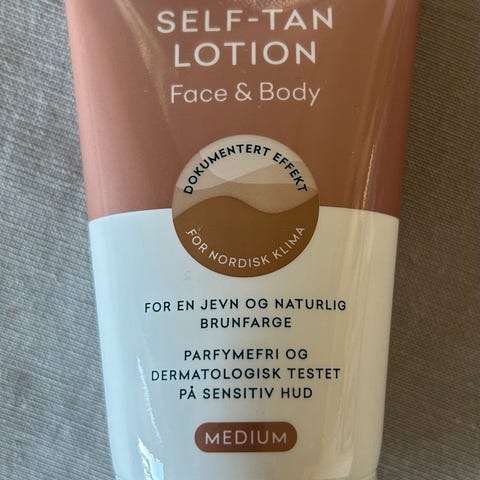 SELF-TAN
LOTION
Face & Body
DOKUMENTERT EFFEKT
FOR NORDISK KLIMA
FOR EN JEVN OG NATURLIG
BRUNFARGE
PARFYMEFRI OG
DERMATOLOGISK TESTET
PÅ SENSITIV HUD
MEDIUM